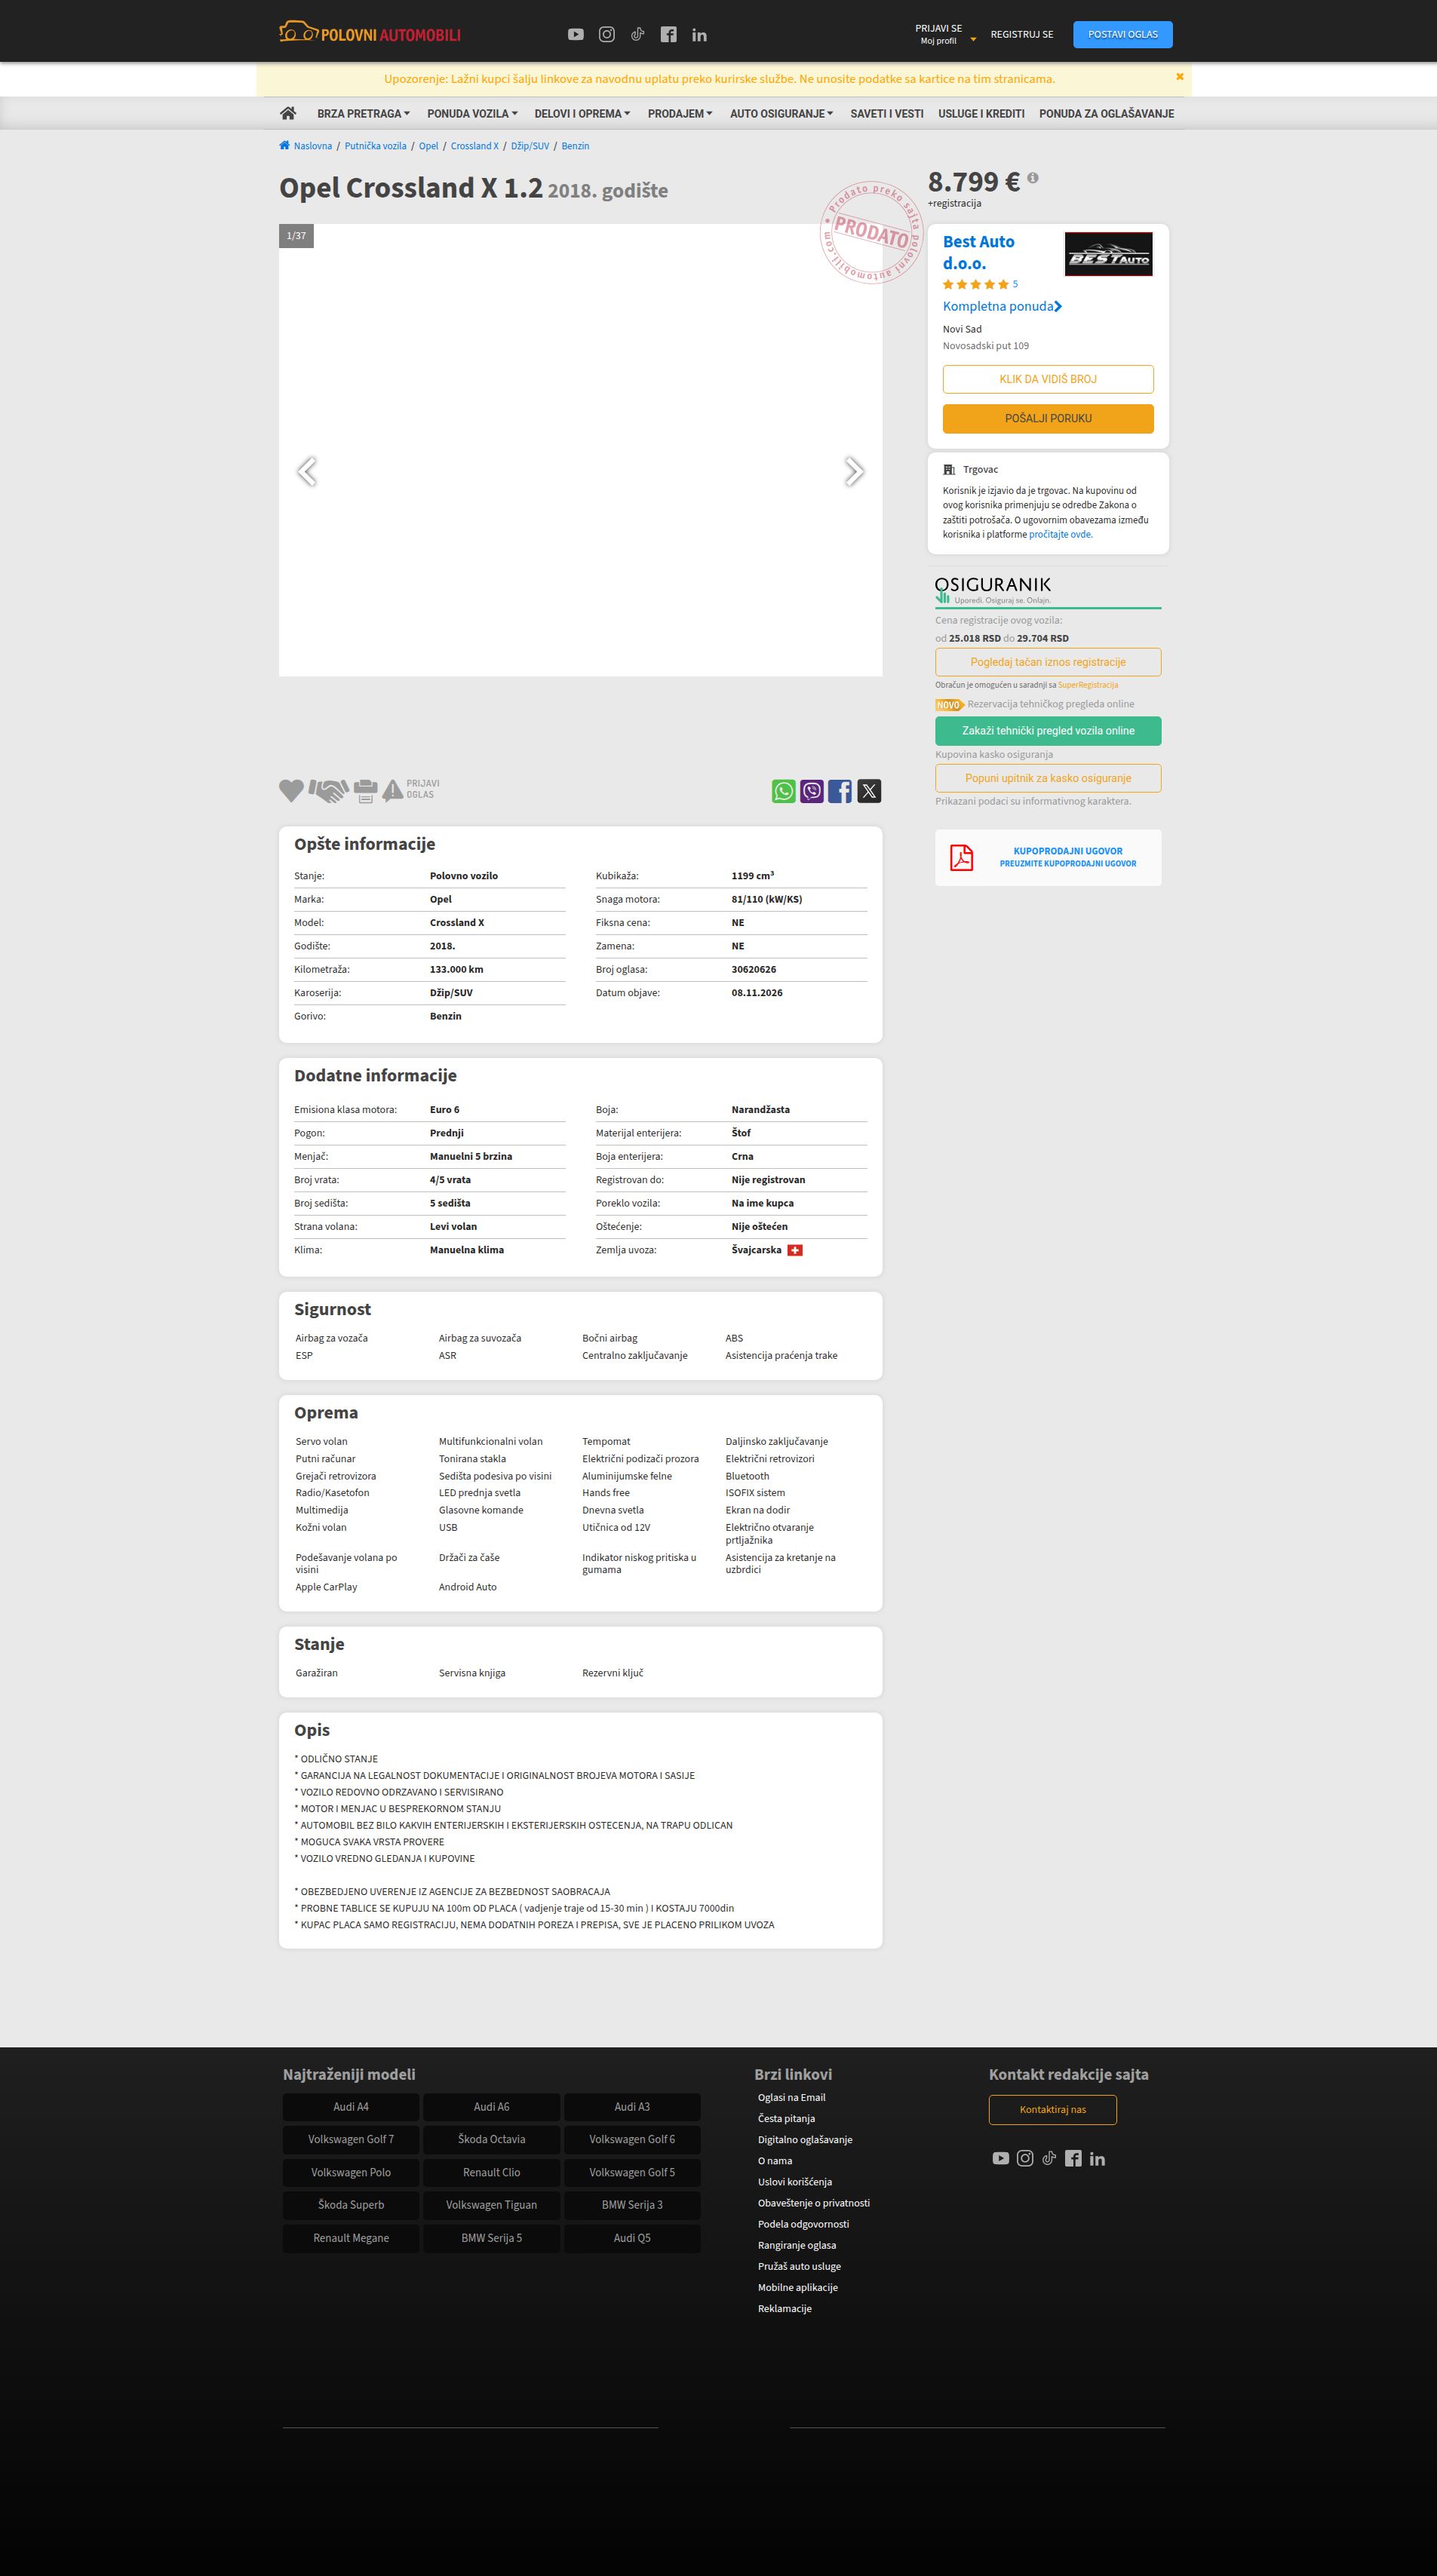 POLOVNI AUTOMOBILI
PRIJAVI SE
Moj profil
REGISTRUJ SE
POSTAVI OGLAS
Upozorenje: Lažni kupci šalju linkove za navodnu uplatu preko kurirske službe. Ne unosite podatke sa kartice na tim stranicama.
BRZA PRETRAGA PONUDA VOZILA DELOVI I OPREMA PRODAJEM AUTO OSIGURANJE SAVETI I VESTI USLUGE I KREDITI PONUDA ZA OGLAŠAVANJE
Naslovna / Putnička vozila / Opel / Crossland X / Džip/SUV / Benzin
Opel Crossland X 1.2 2018. godište
8.799 €
+registracija
1/37
Prodato preko sajta
PRODATO
polovniautomobili.com
Best Auto
d.o.o.
BEST AUTO
5
Kompletna ponuda
Novi Sad
Novosadski put 109
KLIK DA VIDIŠ BROJ
POŠALJI PORUKU
Trgovac
Korisnik je izjavio da je trgovac. Na kupovinu od
ovog korisnika primenjuju se odredbe Zakona o
zaštiti potrošača. O ugovornim obavezama između
korisnika i platforme pročitajte ovde.
OSIGURANIK
Uporedi. Osiguraj se. Onlajn.
Cena registracije ovog vozila:
od 25.018 RSD do 29.704 RSD
Pogledaj tačan iznos registracije
Obračun je omogućen u saradnji sa SuperRegistracija
NOVO Rezervacija tehničkog pregleda online
Zakaži tehnički pregled vozila online
Kupovina kasko osiguranja
Popuni upitnik za kasko osiguranje
Prikazani podaci su informativnog karaktera.
KUPOPRODAJNI UGOVOR
PREUZMITE KUPOPRODAJNI UGOVOR
PRIJAVI
OGLAS
Opšte informacije
Stanje: Polovno vozilo Kubikaža: 1199 cm³
Marka: Opel Snaga motora: 81/110 (kW/KS)
Model: Crossland X Fiksna cena: NE
Godište: 2018. Zamena: NE
Kilometraža: 133.000 km Broj oglasa: 30620626
Karoserija: Džip/SUV Datum objave: 08.11.2026
Gorivo: Benzin
Dodatne informacije
Emisiona klasa motora: Euro 6 Boja: Narandžasta
Pogon: Prednji Materijal enterijera: Štof
Menjač: Manuelni 5 brzina Boja enterijera: Crna
Broj vrata: 4/5 vrata Registrovan do: Nije registrovan
Broj sedišta: 5 sedišta Poreklo vozila: Na ime kupca
Strana volana: Levi volan Oštećenje: Nije oštećen
Klima: Manuelna klima Zemlja uvoza: Švajcarska
Sigurnost
Airbag za vozača Airbag za suvozača Bočni airbag ABS
ESP ASR Centralno zaključavanje Asistencija praćenja trake
Oprema
Servo volan Multifunkcionalni volan Tempomat Daljinsko zaključavanje
Putni računar Tonirana stakla Električni podizači prozora Električni retrovizori
Grejači retrovizora Sedišta podesiva po visini Aluminijumske felne Bluetooth
Radio/Kasetofon LED prednja svetla Hands free ISOFIX sistem
Multimedija Glasovne komande Dnevna svetla Ekran na dodir
Kožni volan USB Utičnica od 12V Električno otvaranje
prtljažnika
Podešavanje volana po Držači za čaše Indikator niskog pritiska u Asistencija za kretanje na
visini gumama uzbrdici
Apple CarPlay Android Auto
Stanje
Garažiran Servisna knjiga Rezervni ključ
Opis
* ODLIČNO STANJE
* GARANCIJA NA LEGALNOST DOKUMENTACIJE I ORIGINALNOST BROJEVA MOTORA I SASIJE
* VOZILO REDOVNO ODRZAVANO I SERVISIRANO
* MOTOR I MENJAC U BESPREKORNOM STANJU
* AUTOMOBIL BEZ BILO KAKVIH ENTERIJERSKIH I EKSTERIJERSKIH OSTECENJA, NA TRAPU ODLICAN
* MOGUCA SVAKA VRSTA PROVERE
* VOZILO VREDNO GLEDANJA I KUPOVINE
* OBEZBEDJENO UVERENJE IZ AGENCIJE ZA BEZBEDNOST SAOBRACAJA
* PROBNE TABLICE SE KUPUJU NA 100m OD PLACA ( vadjenje traje od 15-30 min ) I KOSTAJU 7000din
* KUPAC PLACA SAMO REGISTRACIJU, NEMA DODATNIH POREZA I PREPISA, SVE JE PLACENO PRILIKOM UVOZA
Najtraženiji modeli
Audi A4 Audi A6 Audi A3
Volkswagen Golf 7 Škoda Octavia Volkswagen Golf 6
Volkswagen Polo Renault Clio Volkswagen Golf 5
Škoda Superb Volkswagen Tiguan BMW Serija 3
Renault Megane BMW Serija 5 Audi Q5
Brzi linkovi
Oglasi na Email
Česta pitanja
Digitalno oglašavanje
O nama
Uslovi korišćenja
Obaveštenje o privatnosti
Podela odgovornosti
Rangiranje oglasa
Pružaš auto usluge
Mobilne aplikacije
Reklamacije
Kontakt redakcije sajta
Kontaktiraj nas